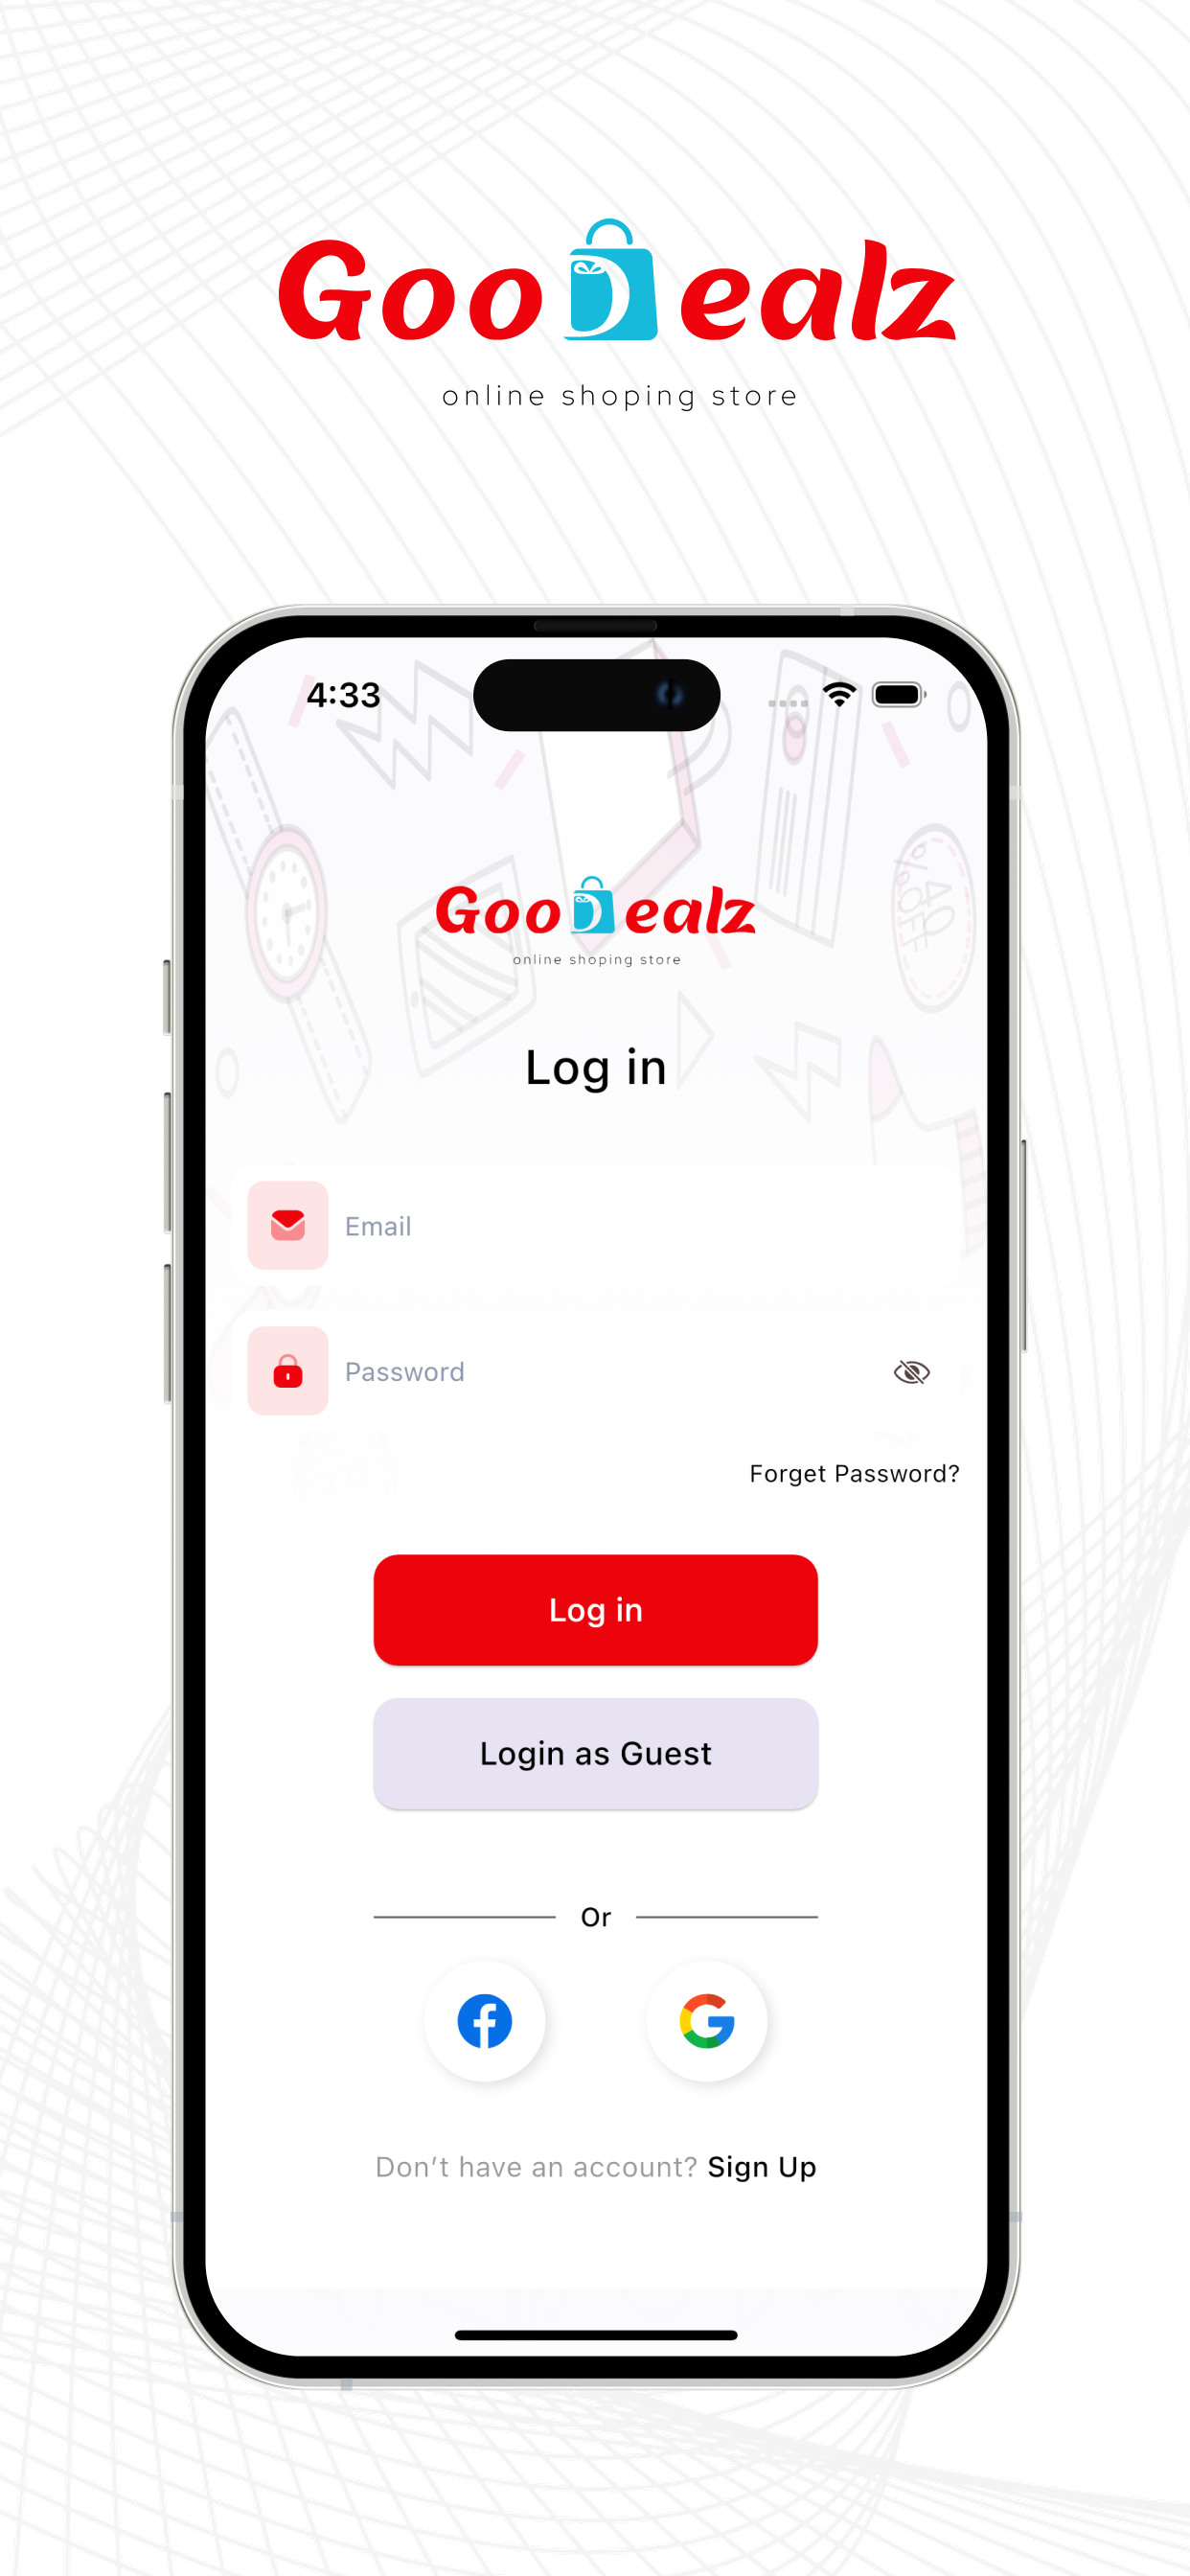 GooDealz
online shoping store
4:33
GooDealz
online shoping store
Log in
Email
Password
Forget Password?
Log in
Login as Guest
Or
Don't have an account? Sign Up